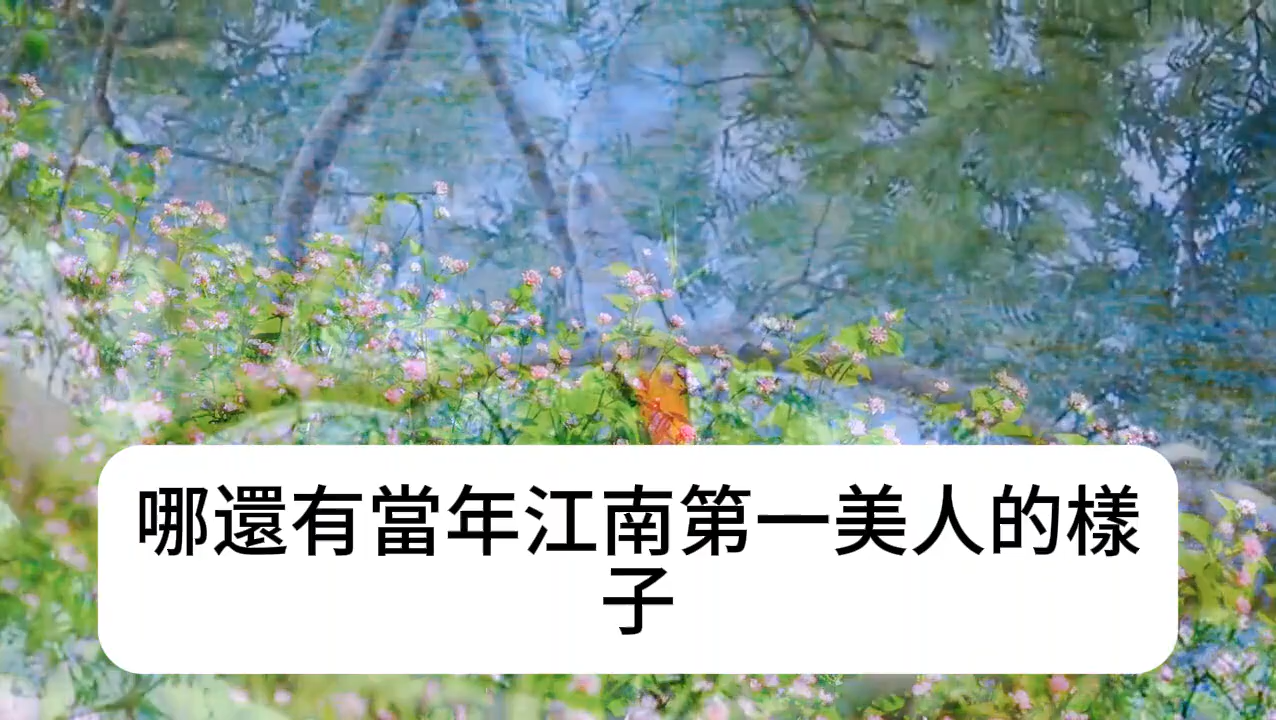 哪還有當年江南第一美人的樣
子